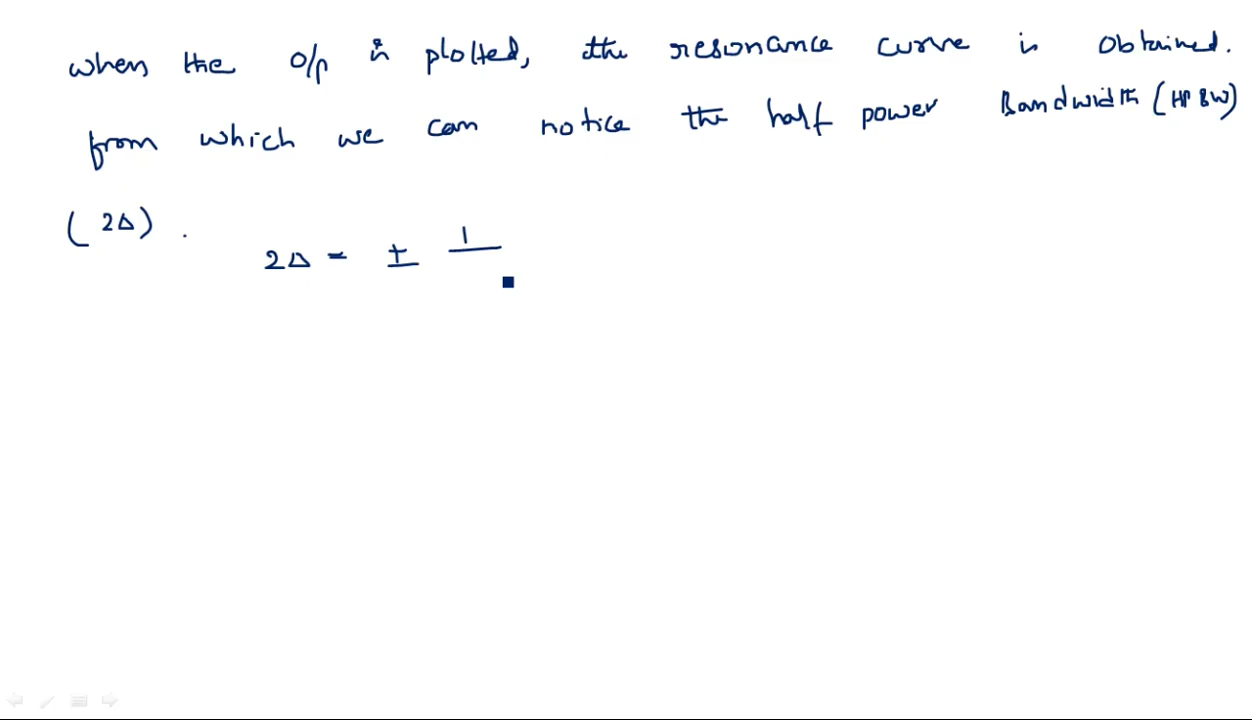 when the o/p is plotted, the resonance curve is obtained.
from which we can notice the half power Bandwidth (HPBW)
(2Δ).
2Δ = ± 1